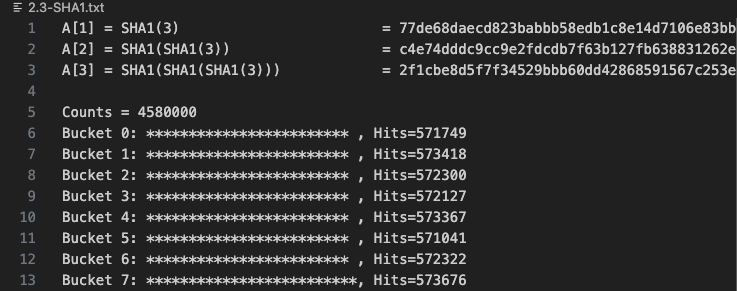 2.3-SHA1.txt
1 A[1] = SHA1(3) = 77de68daecd823babbb58edb1c8e14d7106e83bb
2 A[2] = SHA1(SHA1(3)) = c4e74dddc9cc9e2fdcdb7f63b127fb638831262e
3 A[3] = SHA1(SHA1(SHA1(3))) = 2f1cbe8d5f7f34529bbb60dd42868591567c253e
4
5 Counts = 4580000
6 Bucket 0: ************************ , Hits=571749
7 Bucket 1: ************************ , Hits=573418
8 Bucket 2: ************************ , Hits=572300
9 Bucket 3: ************************ , Hits=572127
10 Bucket 4: ************************ , Hits=573367
11 Bucket 5: ************************ , Hits=571041
12 Bucket 6: ************************ , Hits=572322
13 Bucket 7: *************************, Hits=573676